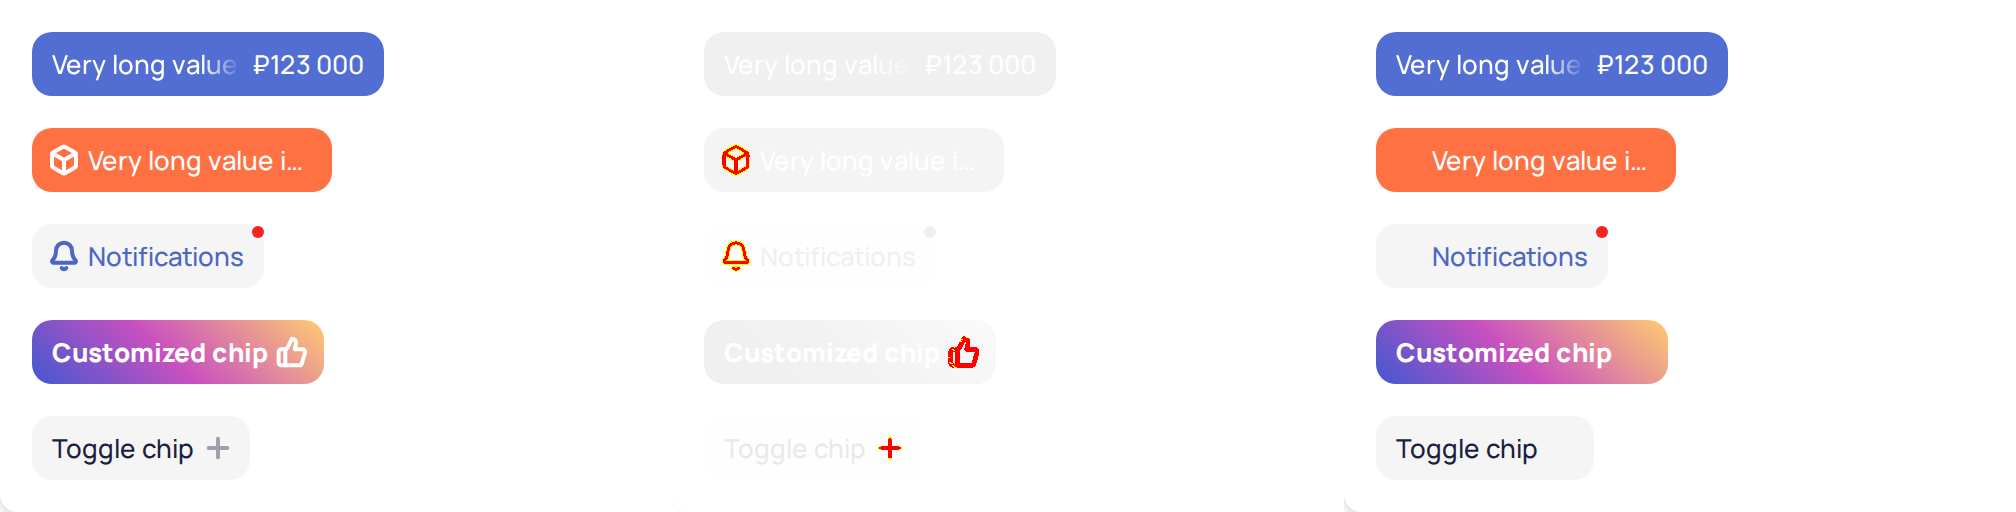 Very long value ₽123 000
Very long value i...
Notifications
Customized chip
Toggle chip
Very long value ₽123 000
Very long value i...
Notifications
Customized chip
Toggle chip
Very long value ₽123 000
Very long value i...
Notifications
Customized chip
Toggle chip